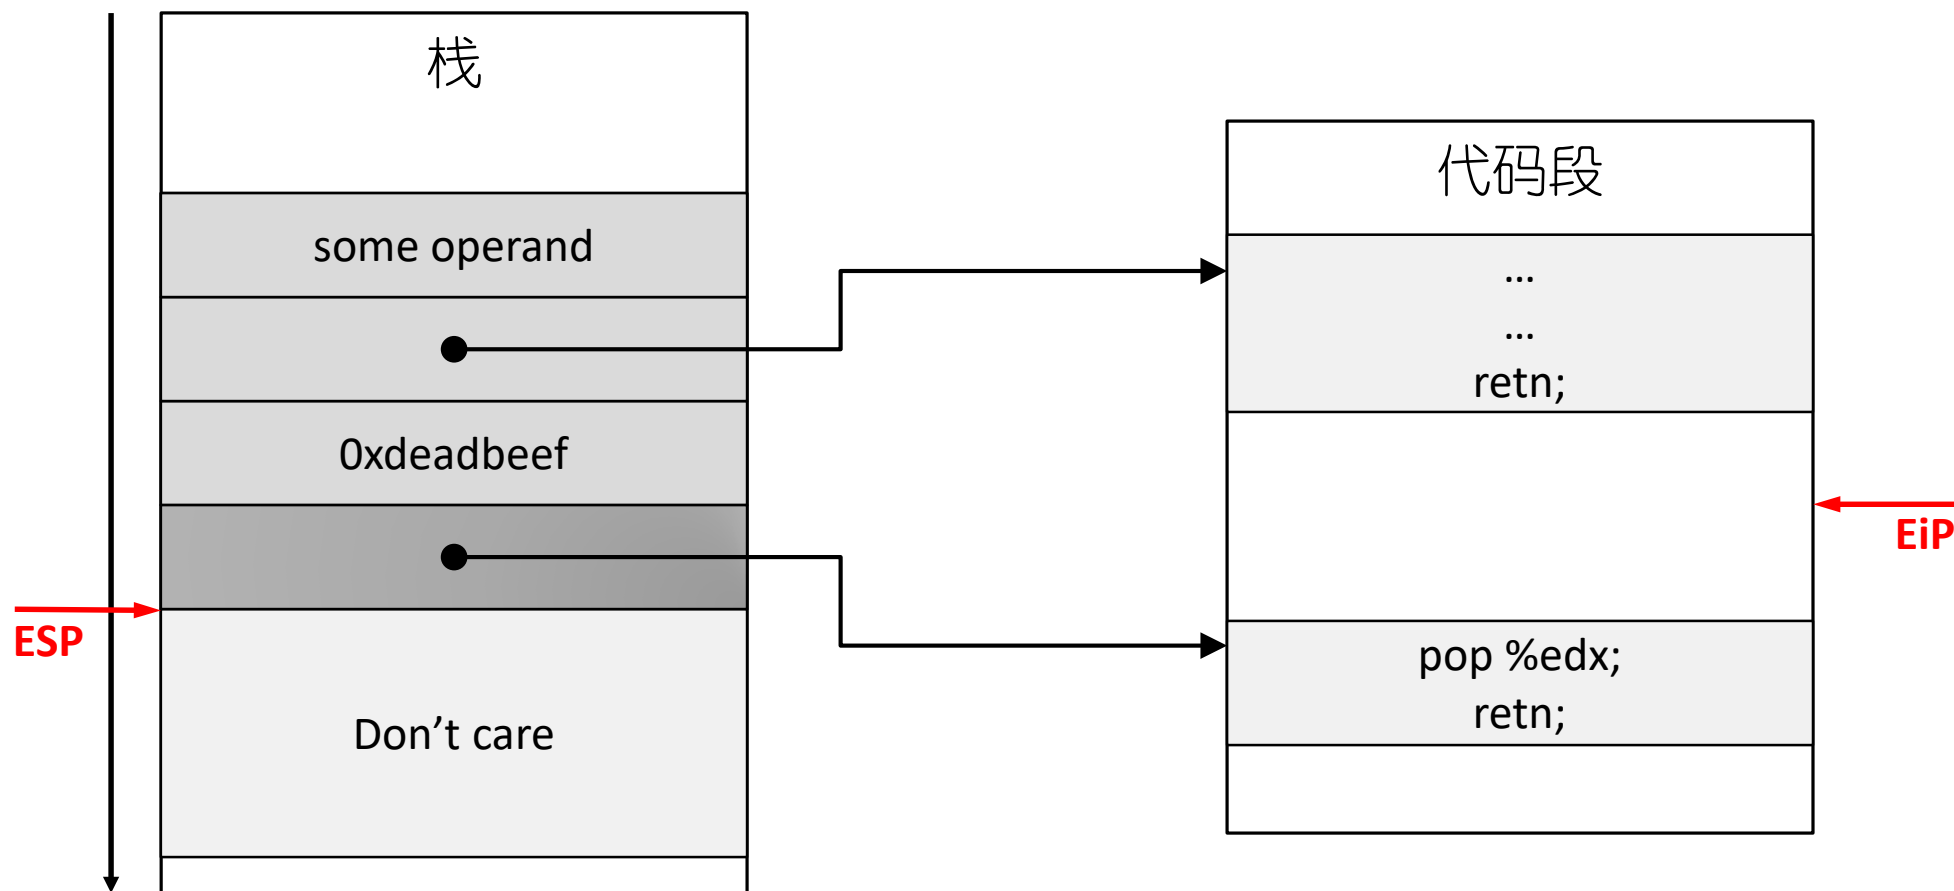 栈
some operand
0xdeadbeef
ESP
Don’t care
代码段
...
...
retn;
EiP
pop %edx;
retn;